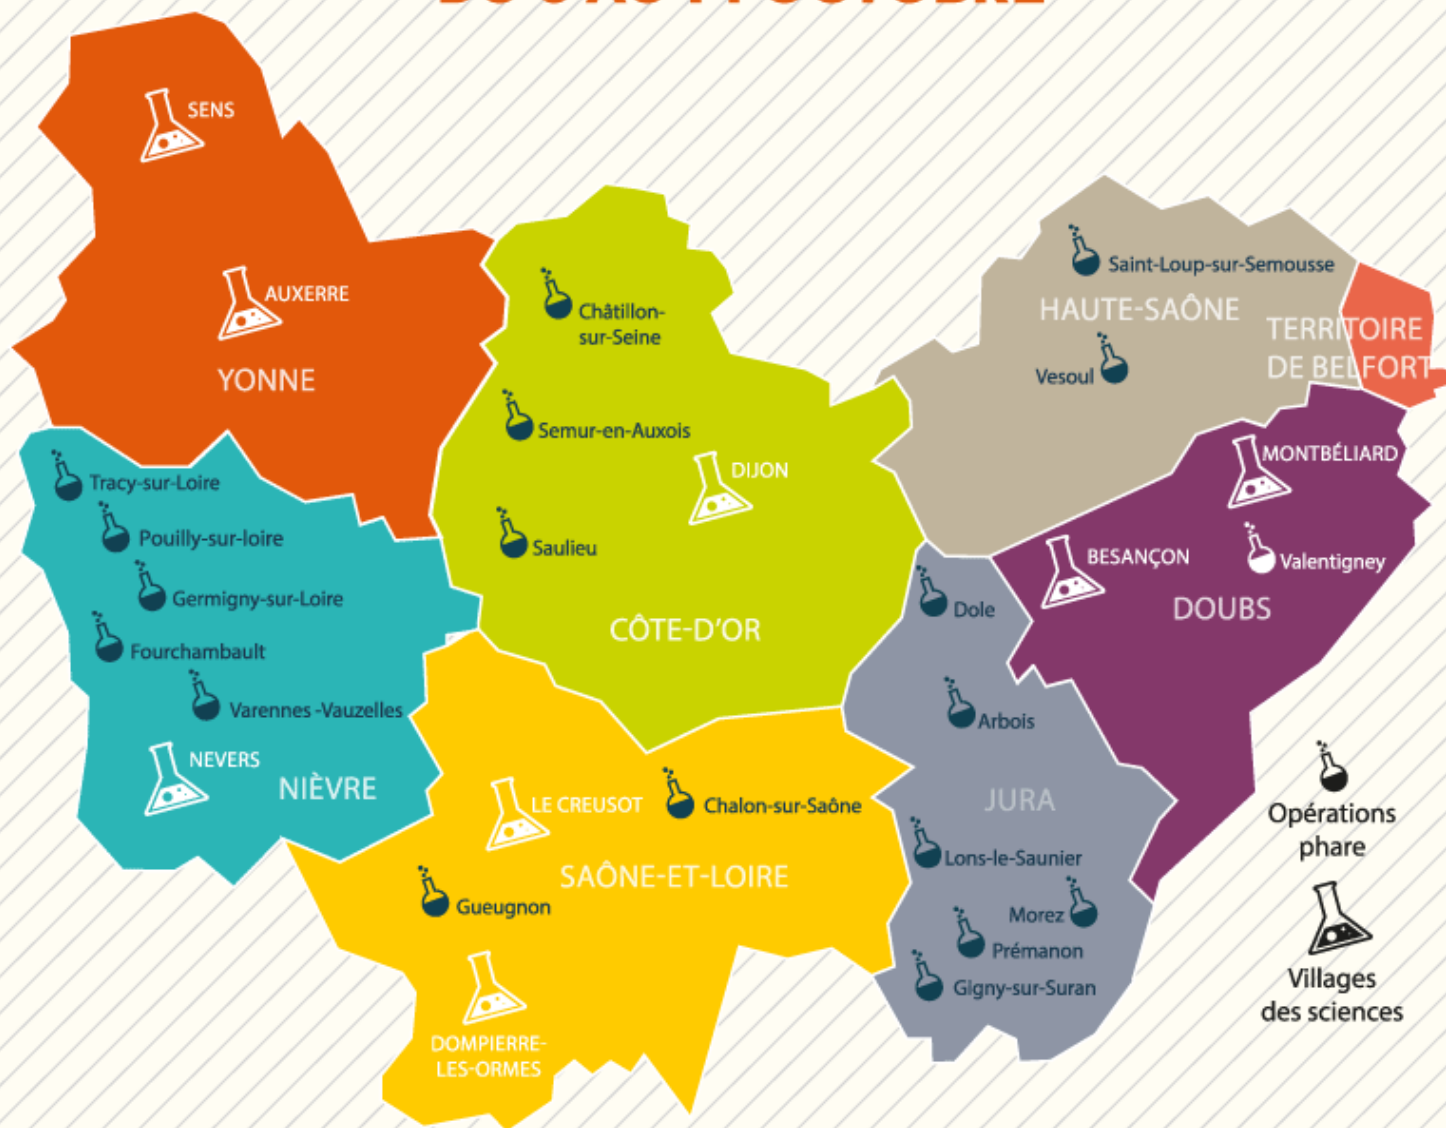 SENS
AUXERRE
YONNE
Châtillon-
sur-Seine
Semur-en-Auxois
DIJON
Saulieu
CÔTE-D'OR
Saint-Loup-sur-Semousse
HAUTE-SAÔNE
Vesoul
TERRITOIRE
DE BELFORT
MONTBÉLIARD
BESANÇON
Valentigney
DOUBS
Tracy-sur-Loire
Pouilly-sur-loire
Germigny-sur-Loire
Fourchambault
Varennes -Vauzelles
NEVERS
NIÈVRE
LE CREUSOT
Chalon-sur-Saône
SAÔNE-ET-LOIRE
Gueugnon
DOMPIERRE-
LES-ORMES
Dole
Arbois
JURA
Lons-le-Saunier
Morez
Prémanon
Gigny-sur-Suran
Opérations
phare
Villages
des sciences